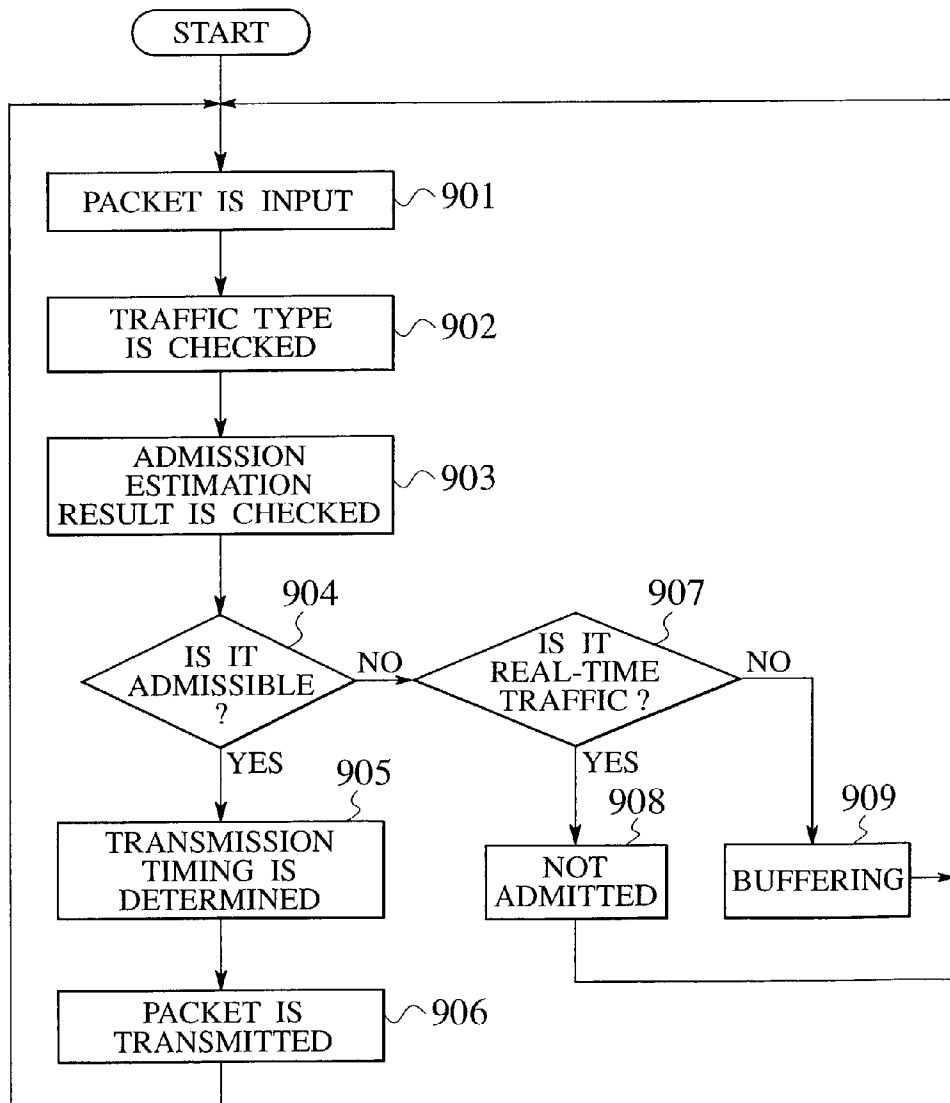 START
PACKET IS INPUT
901
TRAFFIC TYPE
IS CHECKED
902
ADMISSION
ESTIMATION
RESULT IS CHECKED
903
904
IS IT
ADMISSIBLE
?
NO
YES
907
IS IT
REAL-TIME
TRAFFIC ?
NO
YES
905
TRANSMISSION
TIMING IS
DETERMINED
908
NOT
ADMITTED
909
BUFFERING
PACKET IS
TRANSMITTED
906